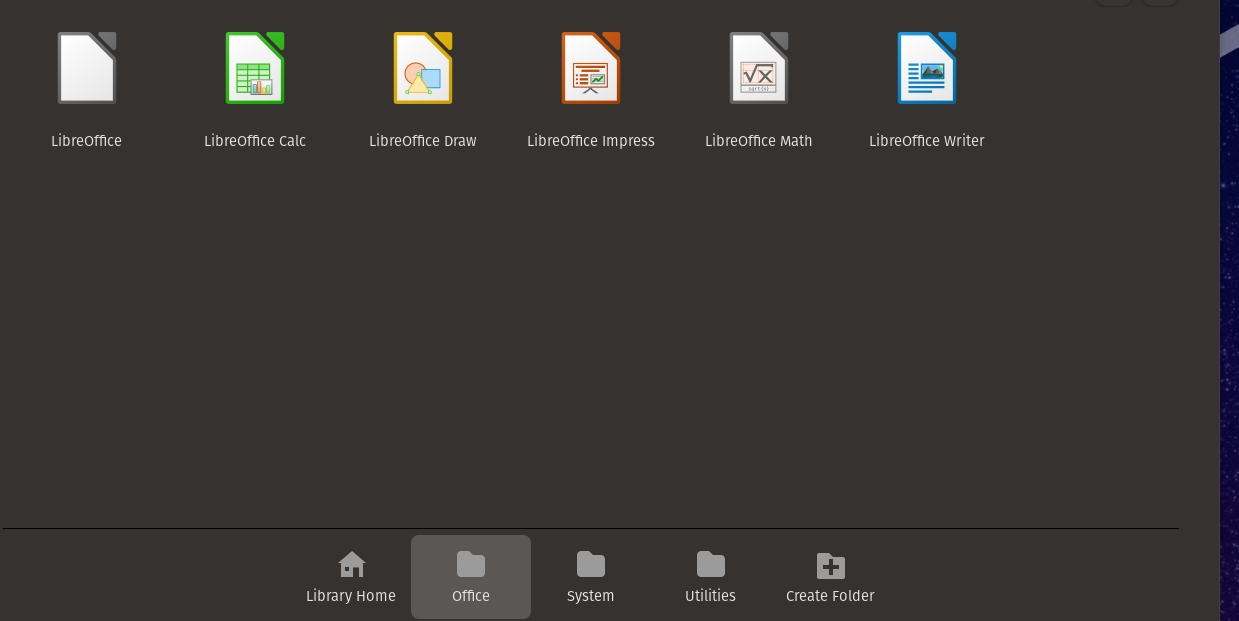 LibreOffice
LibreOffice Calc
LibreOffice Draw
LibreOffice Impress
LibreOffice Math
LibreOffice Writer
Library Home
Office
System
Utilities
Create Folder